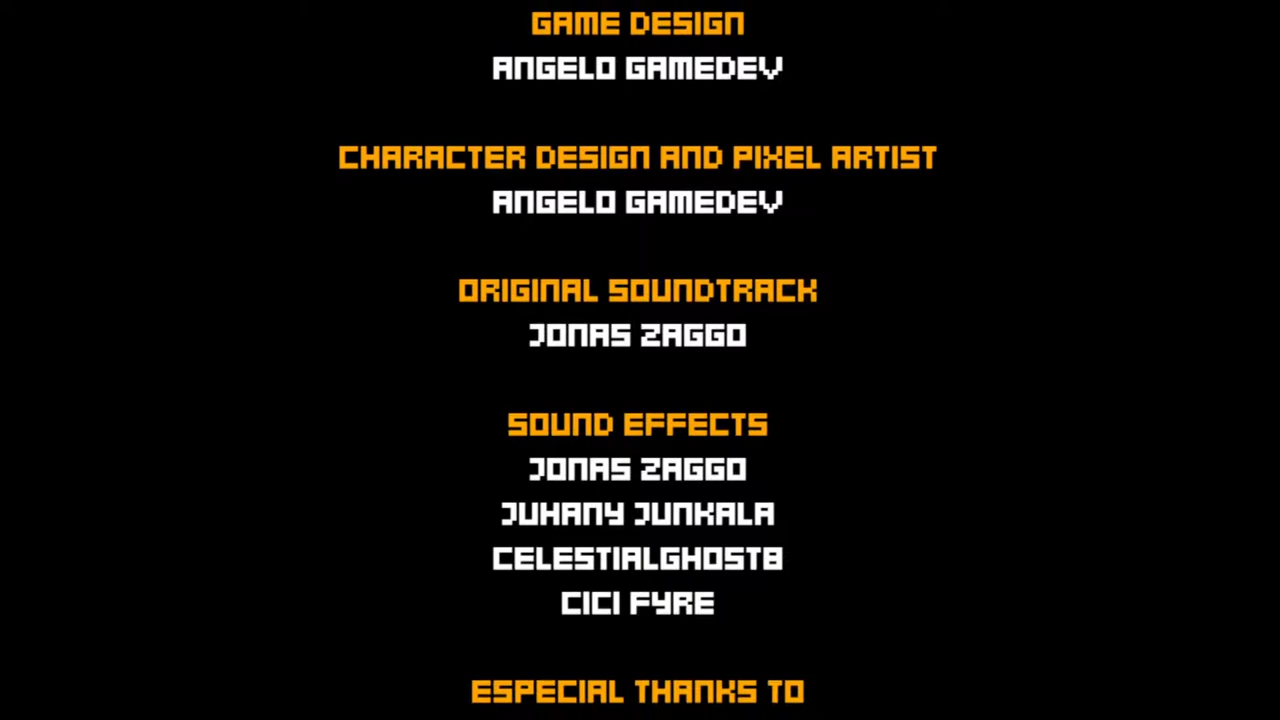 GAME DESIGN
ANGELO GAMEDEV
CHARACTER DESIGN AND PIXEL ARTIST
ANGELO GAMEDEV
ORIGINAL SOUNDTRACK
JONAS ZAGGO
SOUND EFFECTS
JONAS ZAGGO
JUHANY JUNKALA
CELESTIALGHOST8
CICI FYRE
ESPECIAL THANKS TO